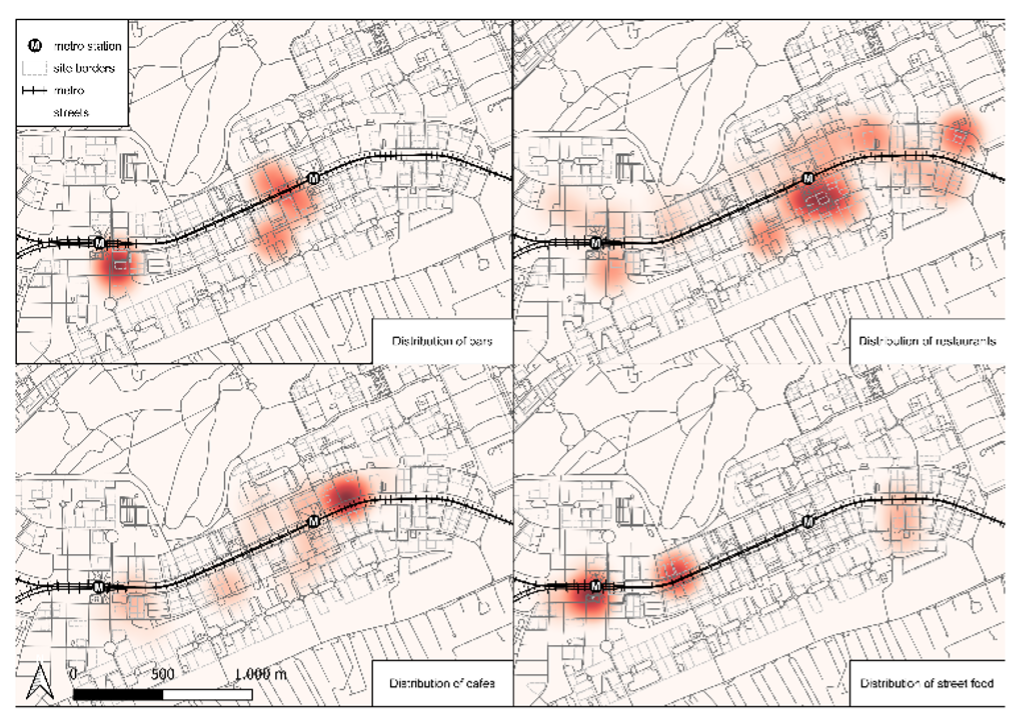 M metro station
site borders
metro
streets
M
M
Distribution of bars
M
M
Distribution of restaurants
M
M
0 500 1.000 m
Distribution of cafes
M
M
Distribution of street food